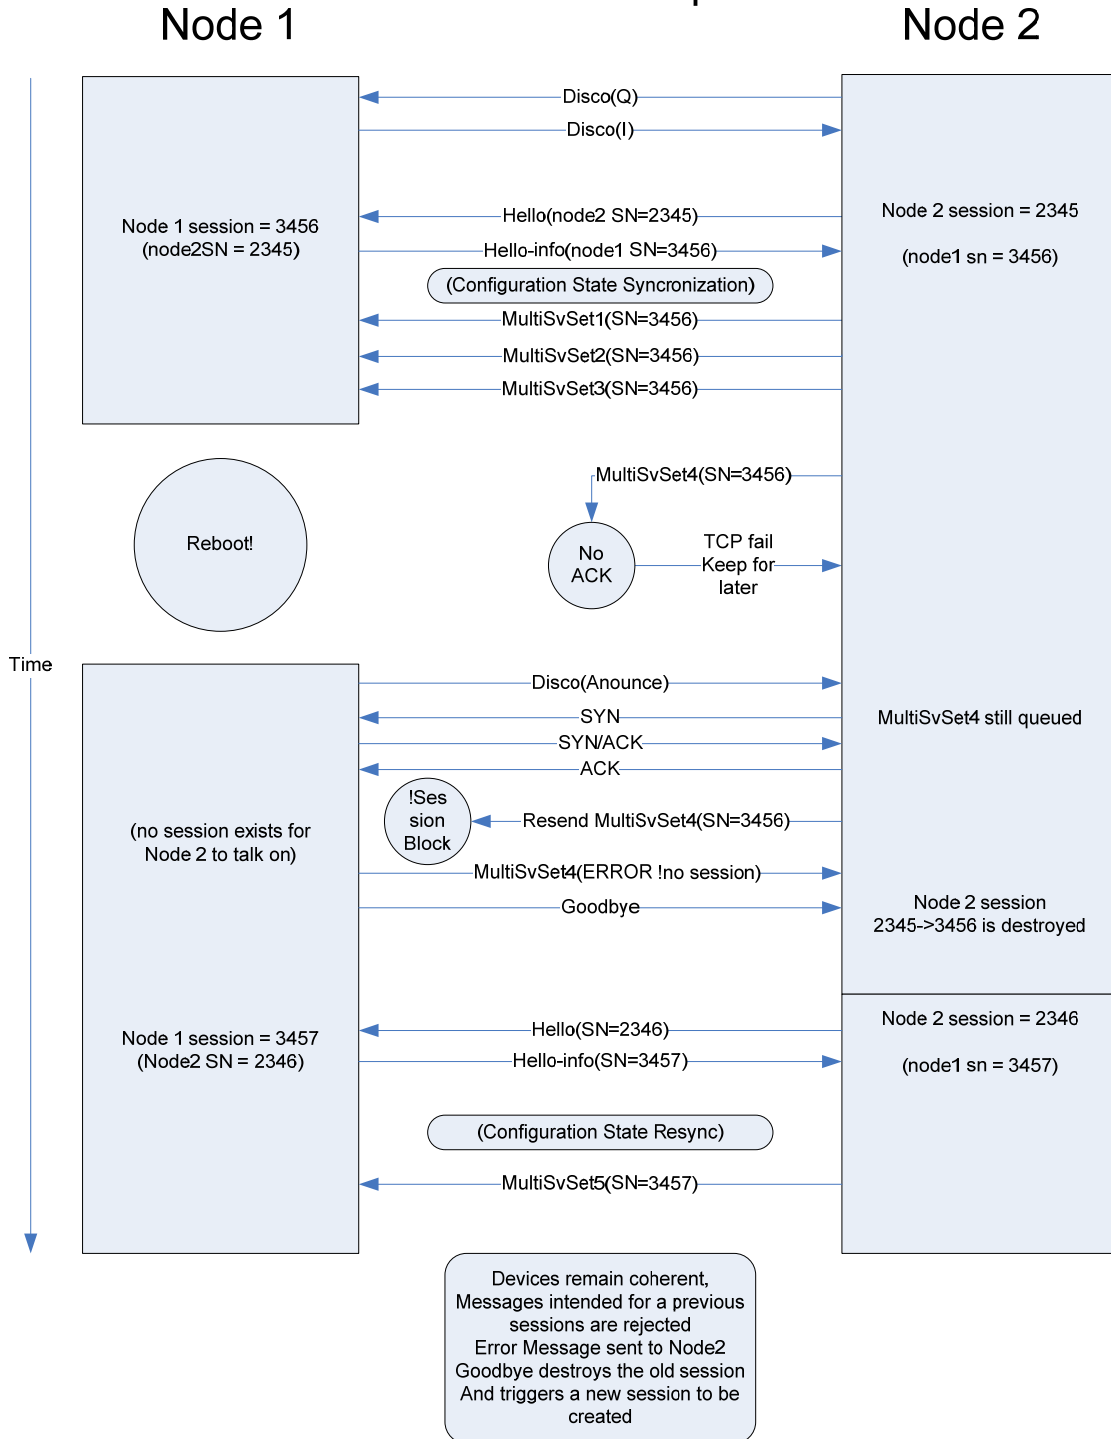 Node 1
Node 2
Disco(Q)
Disco(I)
Node 1 session = 3456
(node2SN = 2345)
Hello(node2 SN=2345)
Node 2 session = 2345
Hello-info(node1 SN=3456)
(node1 sn = 3456)
(Configuration State Syncronization)
MultiSvSet1(SN=3456)
MultiSvSet2(SN=3456)
MultiSvSet3(SN=3456)
MultiSvSet4(SN=3456)
Reboot!
No
ACK
TCP fail
Keep for
later
Time
Disco(Anounce)
SYN
MultiSvSet4 still queued
SYN/ACK
ACK
!Ses
sion
Block
Resend MultiSvSet4(SN=3456)
(no session exists for
Node 2 to talk on)
MultiSvSet4(ERROR !no session)
Goodbye
Node 2 session
2345->3456 is destroyed
Node 1 session = 3457
(Node2 SN = 2346)
Hello(SN=2346)
Node 2 session = 2346
Hello-info(SN=3457)
(node1 sn = 3457)
(Configuration State Resync)
MultiSvSet5(SN=3457)
Devices remain coherent,
Messages intended for a previous
sessions are rejected
Error Message sent to Node2
Goodbye destroys the old session
And triggers a new session to be
created